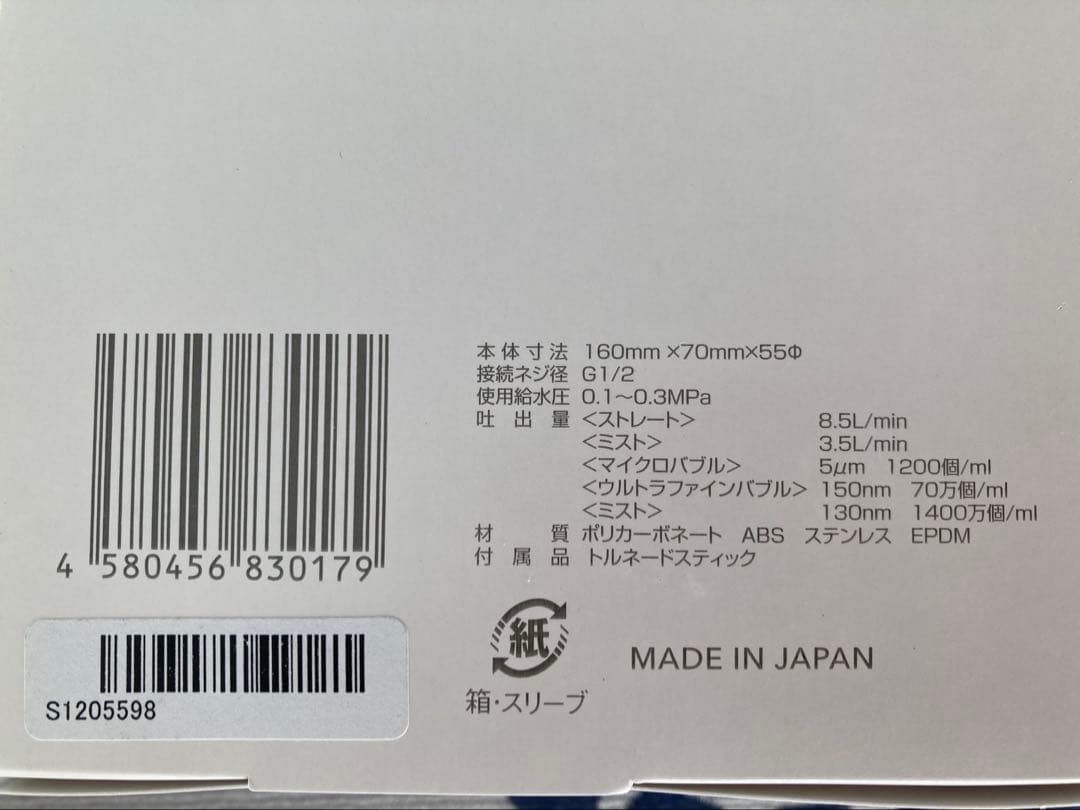 本体寸法 160mm ×70mm×55Φ
接続ネジ径 G1/2
使用給水圧 0.1～0.3MPa
吐出量 <ストレート> 8.5L/min
<ミスト> 3.5L/min
<マイクロバブル> 5μm 1200個/ml
<ウルトラファインバブル> 150nm 70万個/ml
<ミスト> 130nm 1400万個/ml
材質 ポリカーボネート ABS ステンレス EPDM
付属品 トルネードスティック
4 580456 830179
紙
箱・スリーブ
MADE IN JAPAN
S1205598